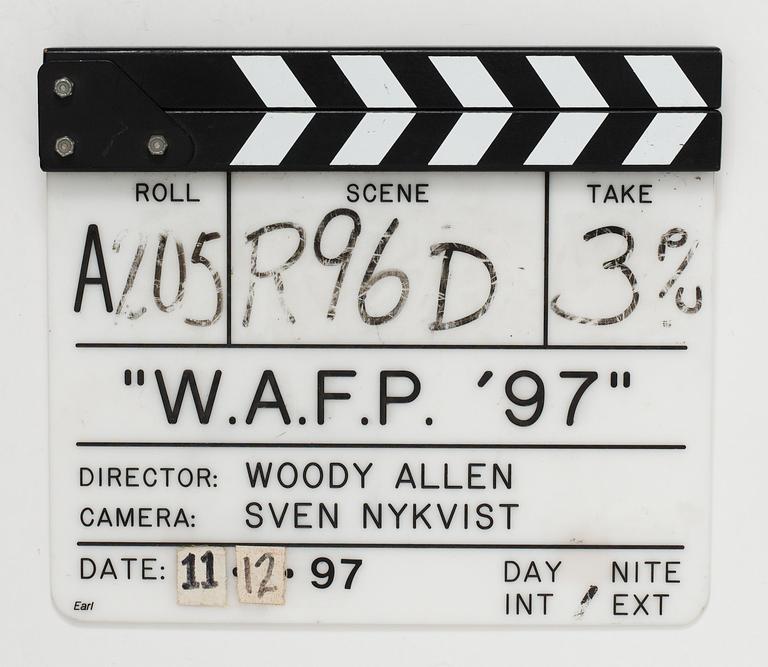 ROLL SCENE TAKE
A205 R96D 3
"W.A.F.P. '97"
DIRECTOR: WOODY ALLEN
CAMERA: SVEN NYKVIST
DATE: 11 · 12 · 97 DAY NITE
INT EXT
Earl